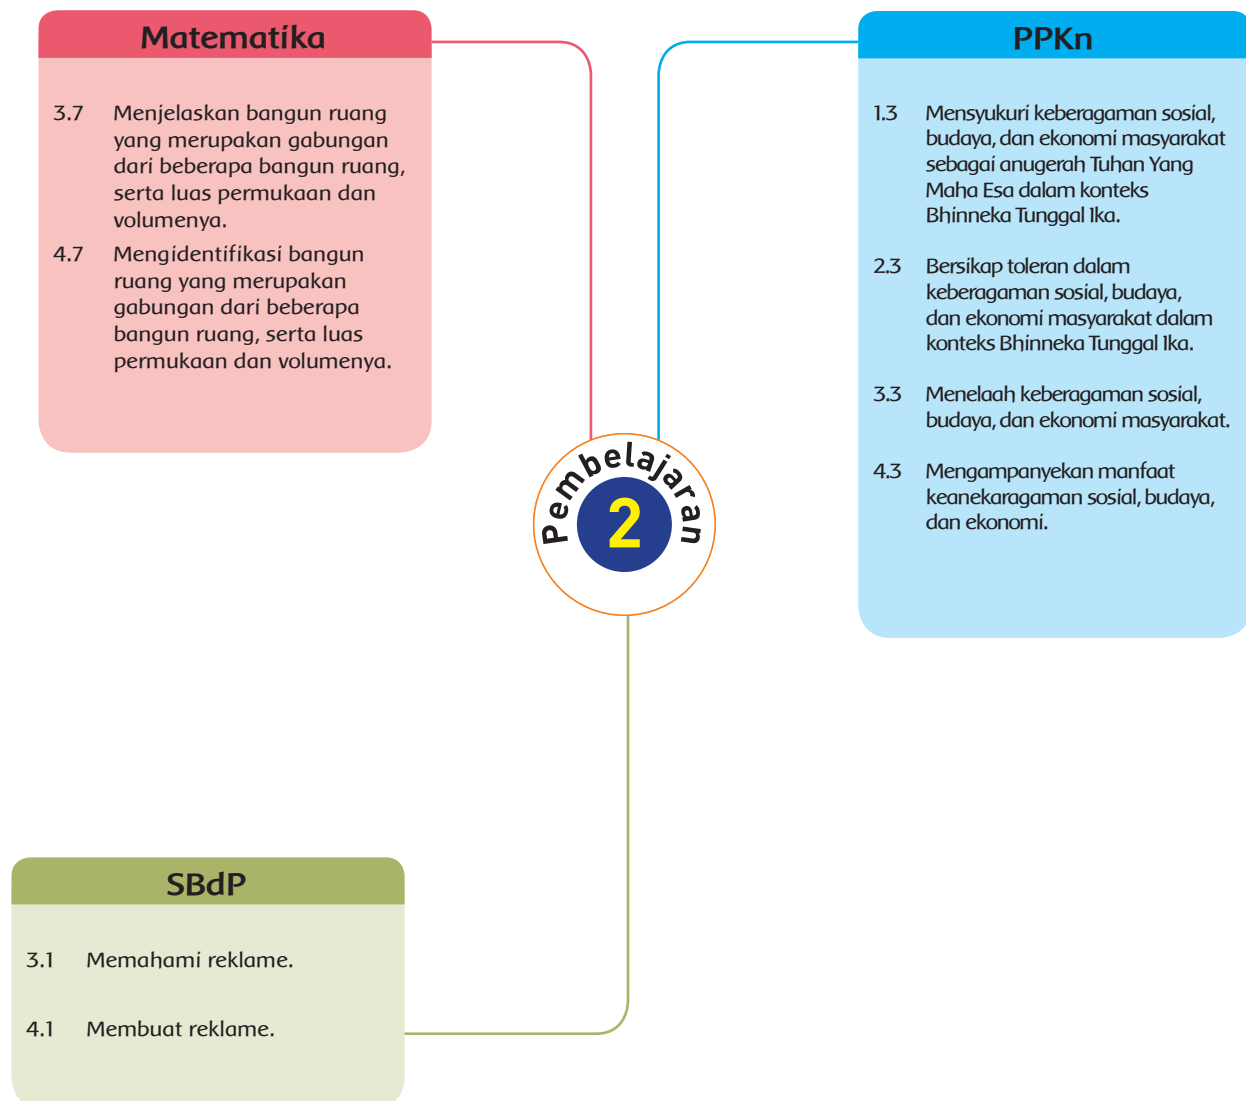 Matematika
3.7 Menjelaskan bangun ruang
yang merupakan gabungan
dari beberapa bangun ruang,
serta luas permukaan dan
volumenya.
4.7 Mengidentifikasi bangun
ruang yang merupakan
gabungan dari beberapa
bangun ruang, serta luas
permukaan dan volumenya.
PPKn
1.3 Mensyukuri keberagaman sosial,
budaya, dan ekonomi masyarakat
sebagai anugerah Tuhan Yang
Maha Esa dalam konteks
Bhinneka Tunggal Ika.
2.3 Bersikap toleran dalam
keberagaman sosial, budaya,
dan ekonomi masyarakat dalam
konteks Bhinneka Tunggal Ika.
3.3 Menelaah keberagaman sosial,
budaya, dan ekonomi masyarakat.
4.3 Mengampanyekan manfaat
keanekaragaman sosial, budaya,
dan ekonomi.
Pembelajaran
2
SBdP
3.1 Memahami reklame.
4.1 Membuat reklame.